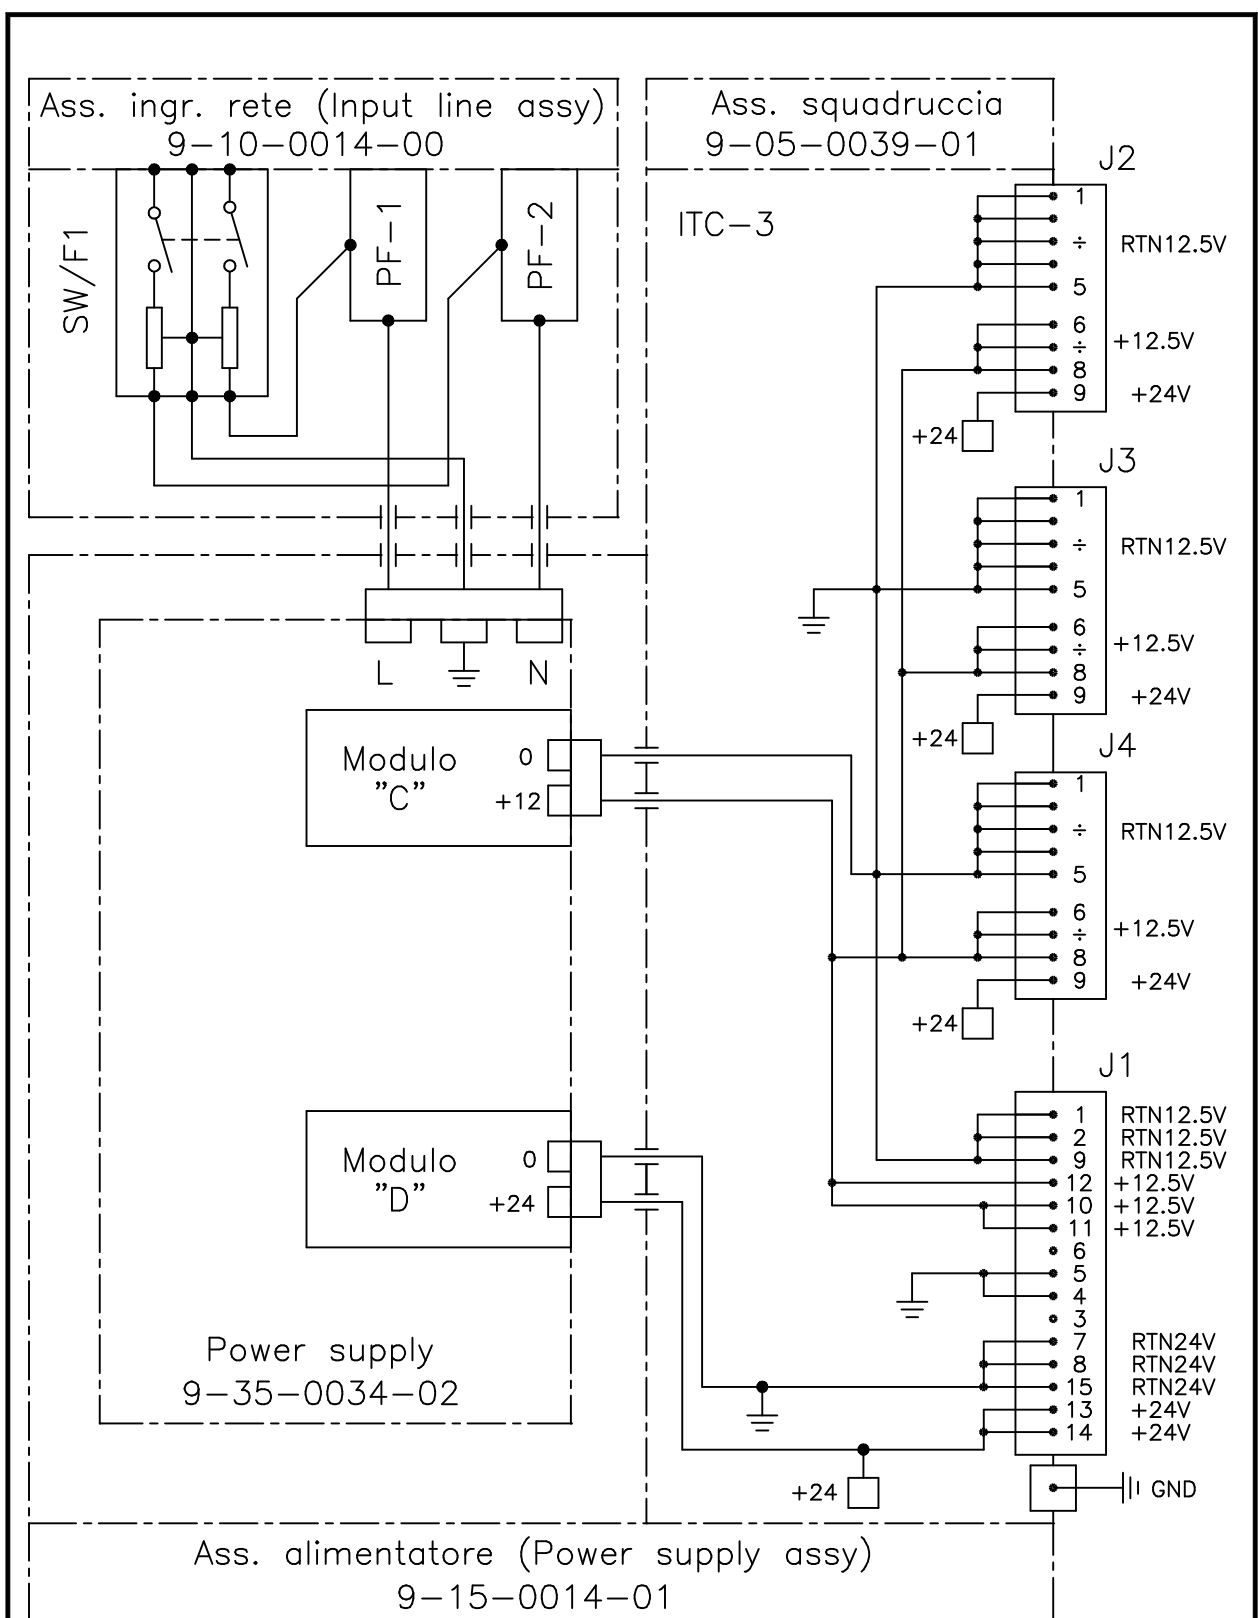 Ass. ingr. rete (Input line assy)
9-10-0014-00
Ass. squadruccia
9-05-0039-01
SW/F1
PF-1
PF-2
ITC-3
J2
1
÷
RTN12.5V
5
6
÷
+12.5V
8
9
+24V
+24
J3
1
÷
RTN12.5V
5
6
÷
+12.5V
8
9
+24V
+24
L
N
J4
Modulo
"C"
0
+12
1
÷
RTN12.5V
5
6
÷
+12.5V
8
9
+24V
+24
J1
Modulo
"D"
0
+24
1 RTN12.5V
2 RTN12.5V
9 RTN12.5V
12 +12.5V
10 +12.5V
11 +12.5V
6
5
4
3
7 RTN24V
8 RTN24V
15 RTN24V
13 +24V
14 +24V
Power supply
9-35-0034-02
+24
GND
Ass. alimentatore (Power supply assy)
9-15-0014-01